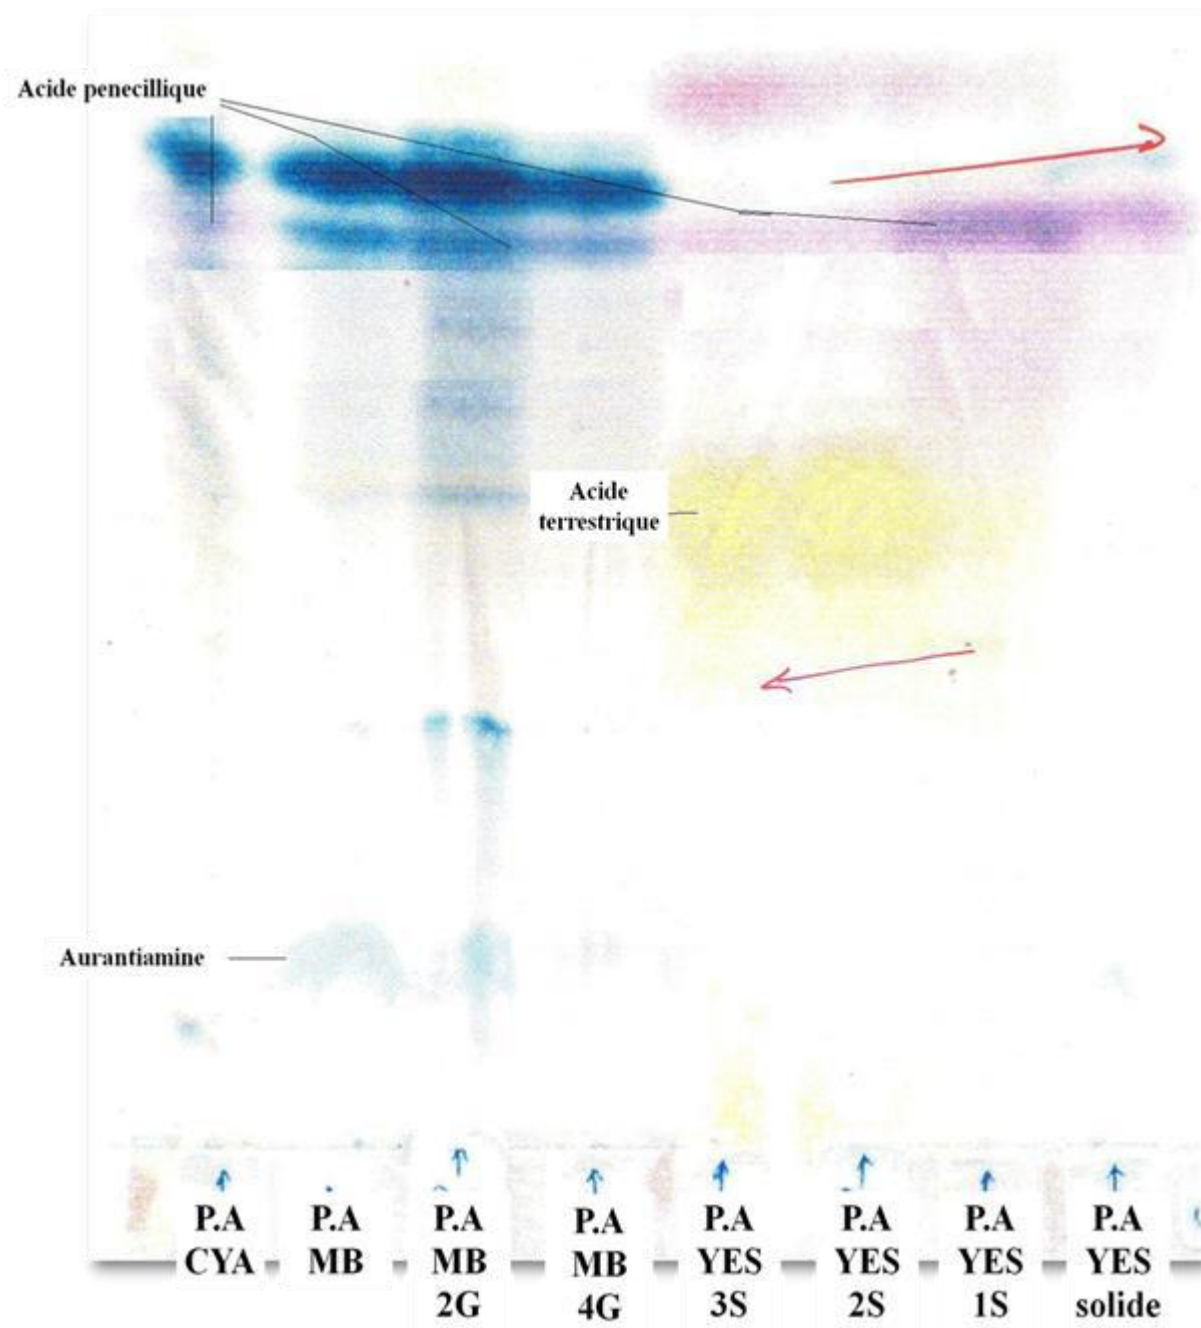 Acide penecillique
Acide
terrestrique
Aurantiamine
P.A
CYA
P.A
MB
P.A
MB
2G
P.A
MB
4G
P.A
YES
3S
P.A
YES
2S
P.A
YES
1S
P.A
YES
solide